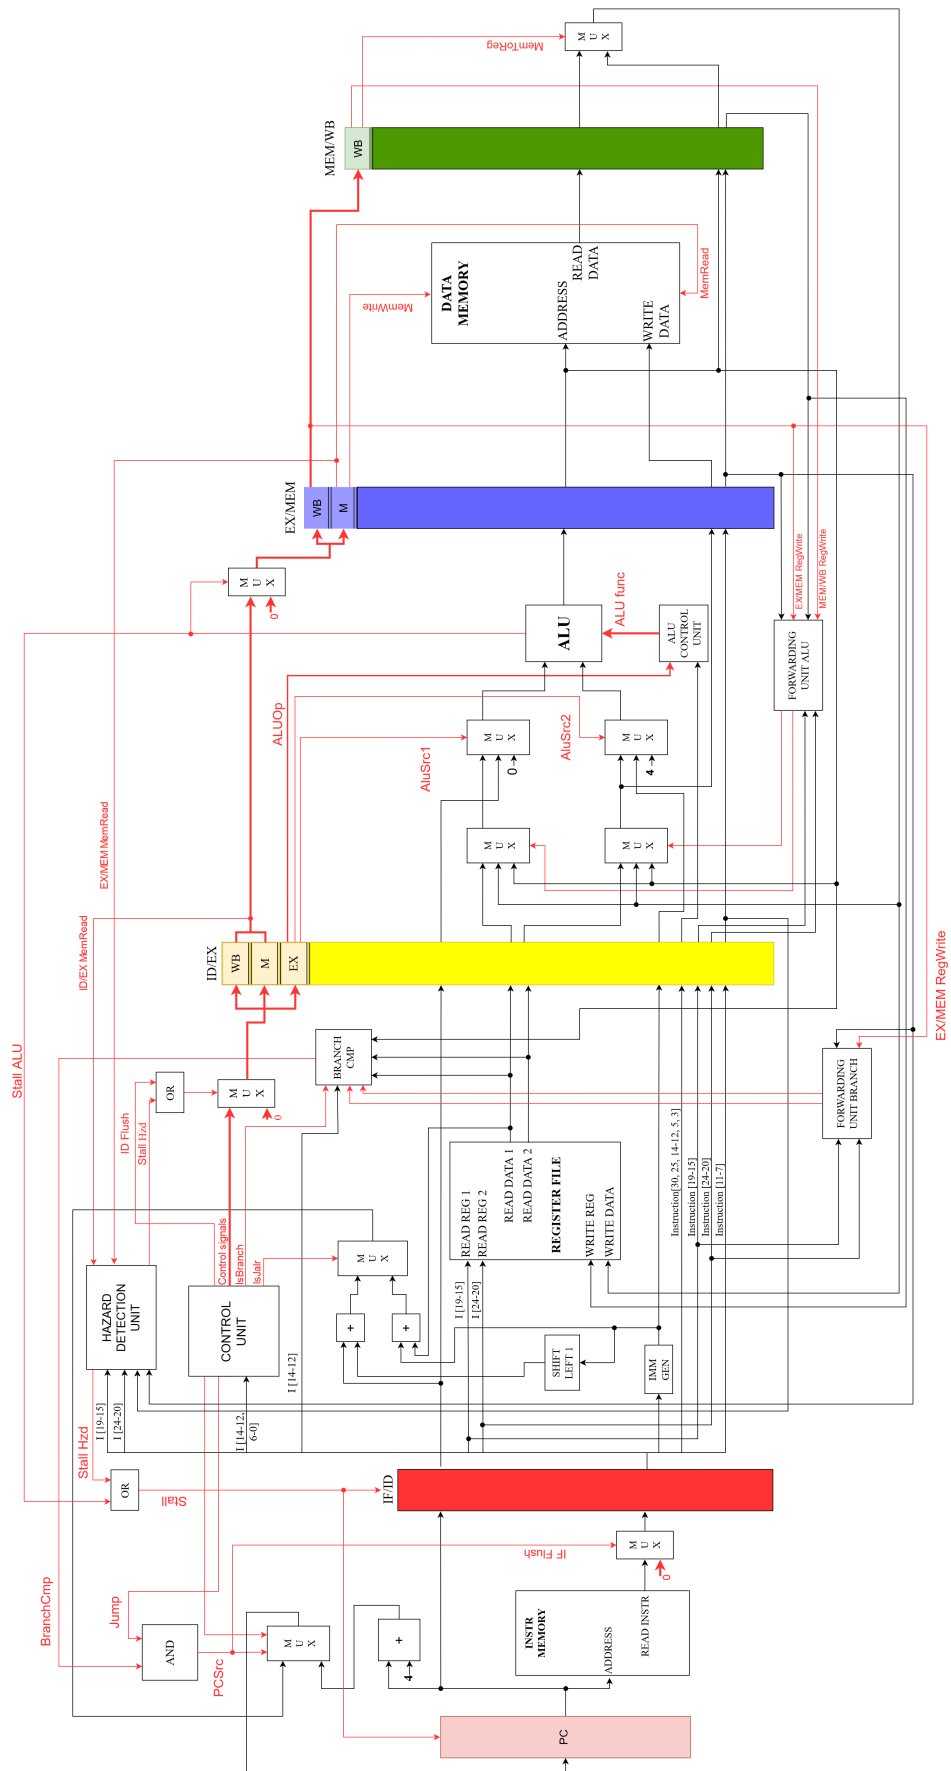 M
U
X
MemToReg
MEM/WB
WB
DATA
MEMORY
ADDRESS
READ
DATA
WRITE
DATA
MemWrite
MemRead
EX/MEM
WB
M
M
U
X
0
EX/MEM RegWrite
MEM/WB RegWrite
ALU
ALU func
ALU
CONTROL
UNIT
FORWARDING
UNIT ALU
ALUOp
AluSrc1
M
U
X
0
AluSrc2
M
U
X
4
M
U
X
M
U
X
EX/MEM MemRead
ID/EX MemRead
Stall ALU
ID/EX
WB
M
EX
EX/MEM RegWrite
BRANCH
CMP
FORWARDING
UNIT BRANCH
OR
M
U
X
0
ID Flush
Stall Hzd
READ REG 1
READ REG 2
READ DATA 1
READ DATA 2
REGISTER FILE
WRITE REG
WRITE DATA
Instruction[30, 25, 14-12, 5, 3]
Instruction [19-15]
Instruction [24-20]
Instruction [11-7]
Control signals
IsBranch
IsJalr
M
U
X
HAZARD
DETECTION
UNIT
CONTROL
UNIT
+
+
I [19-15]
I [24-20]
SHIFT
LEFT 1
IMM
GEN
I [14-12]
I [19-15]
I [24-20]
I [14-12,
6-0]
Stall Hzd
OR
Stall
IF/ID
IF Flush
M
U
X
0
BranchCmp
Jump
AND
PCSrc
M
U
X
+
4
INSTR
MEMORY
ADDRESS
READ INSTR
PC